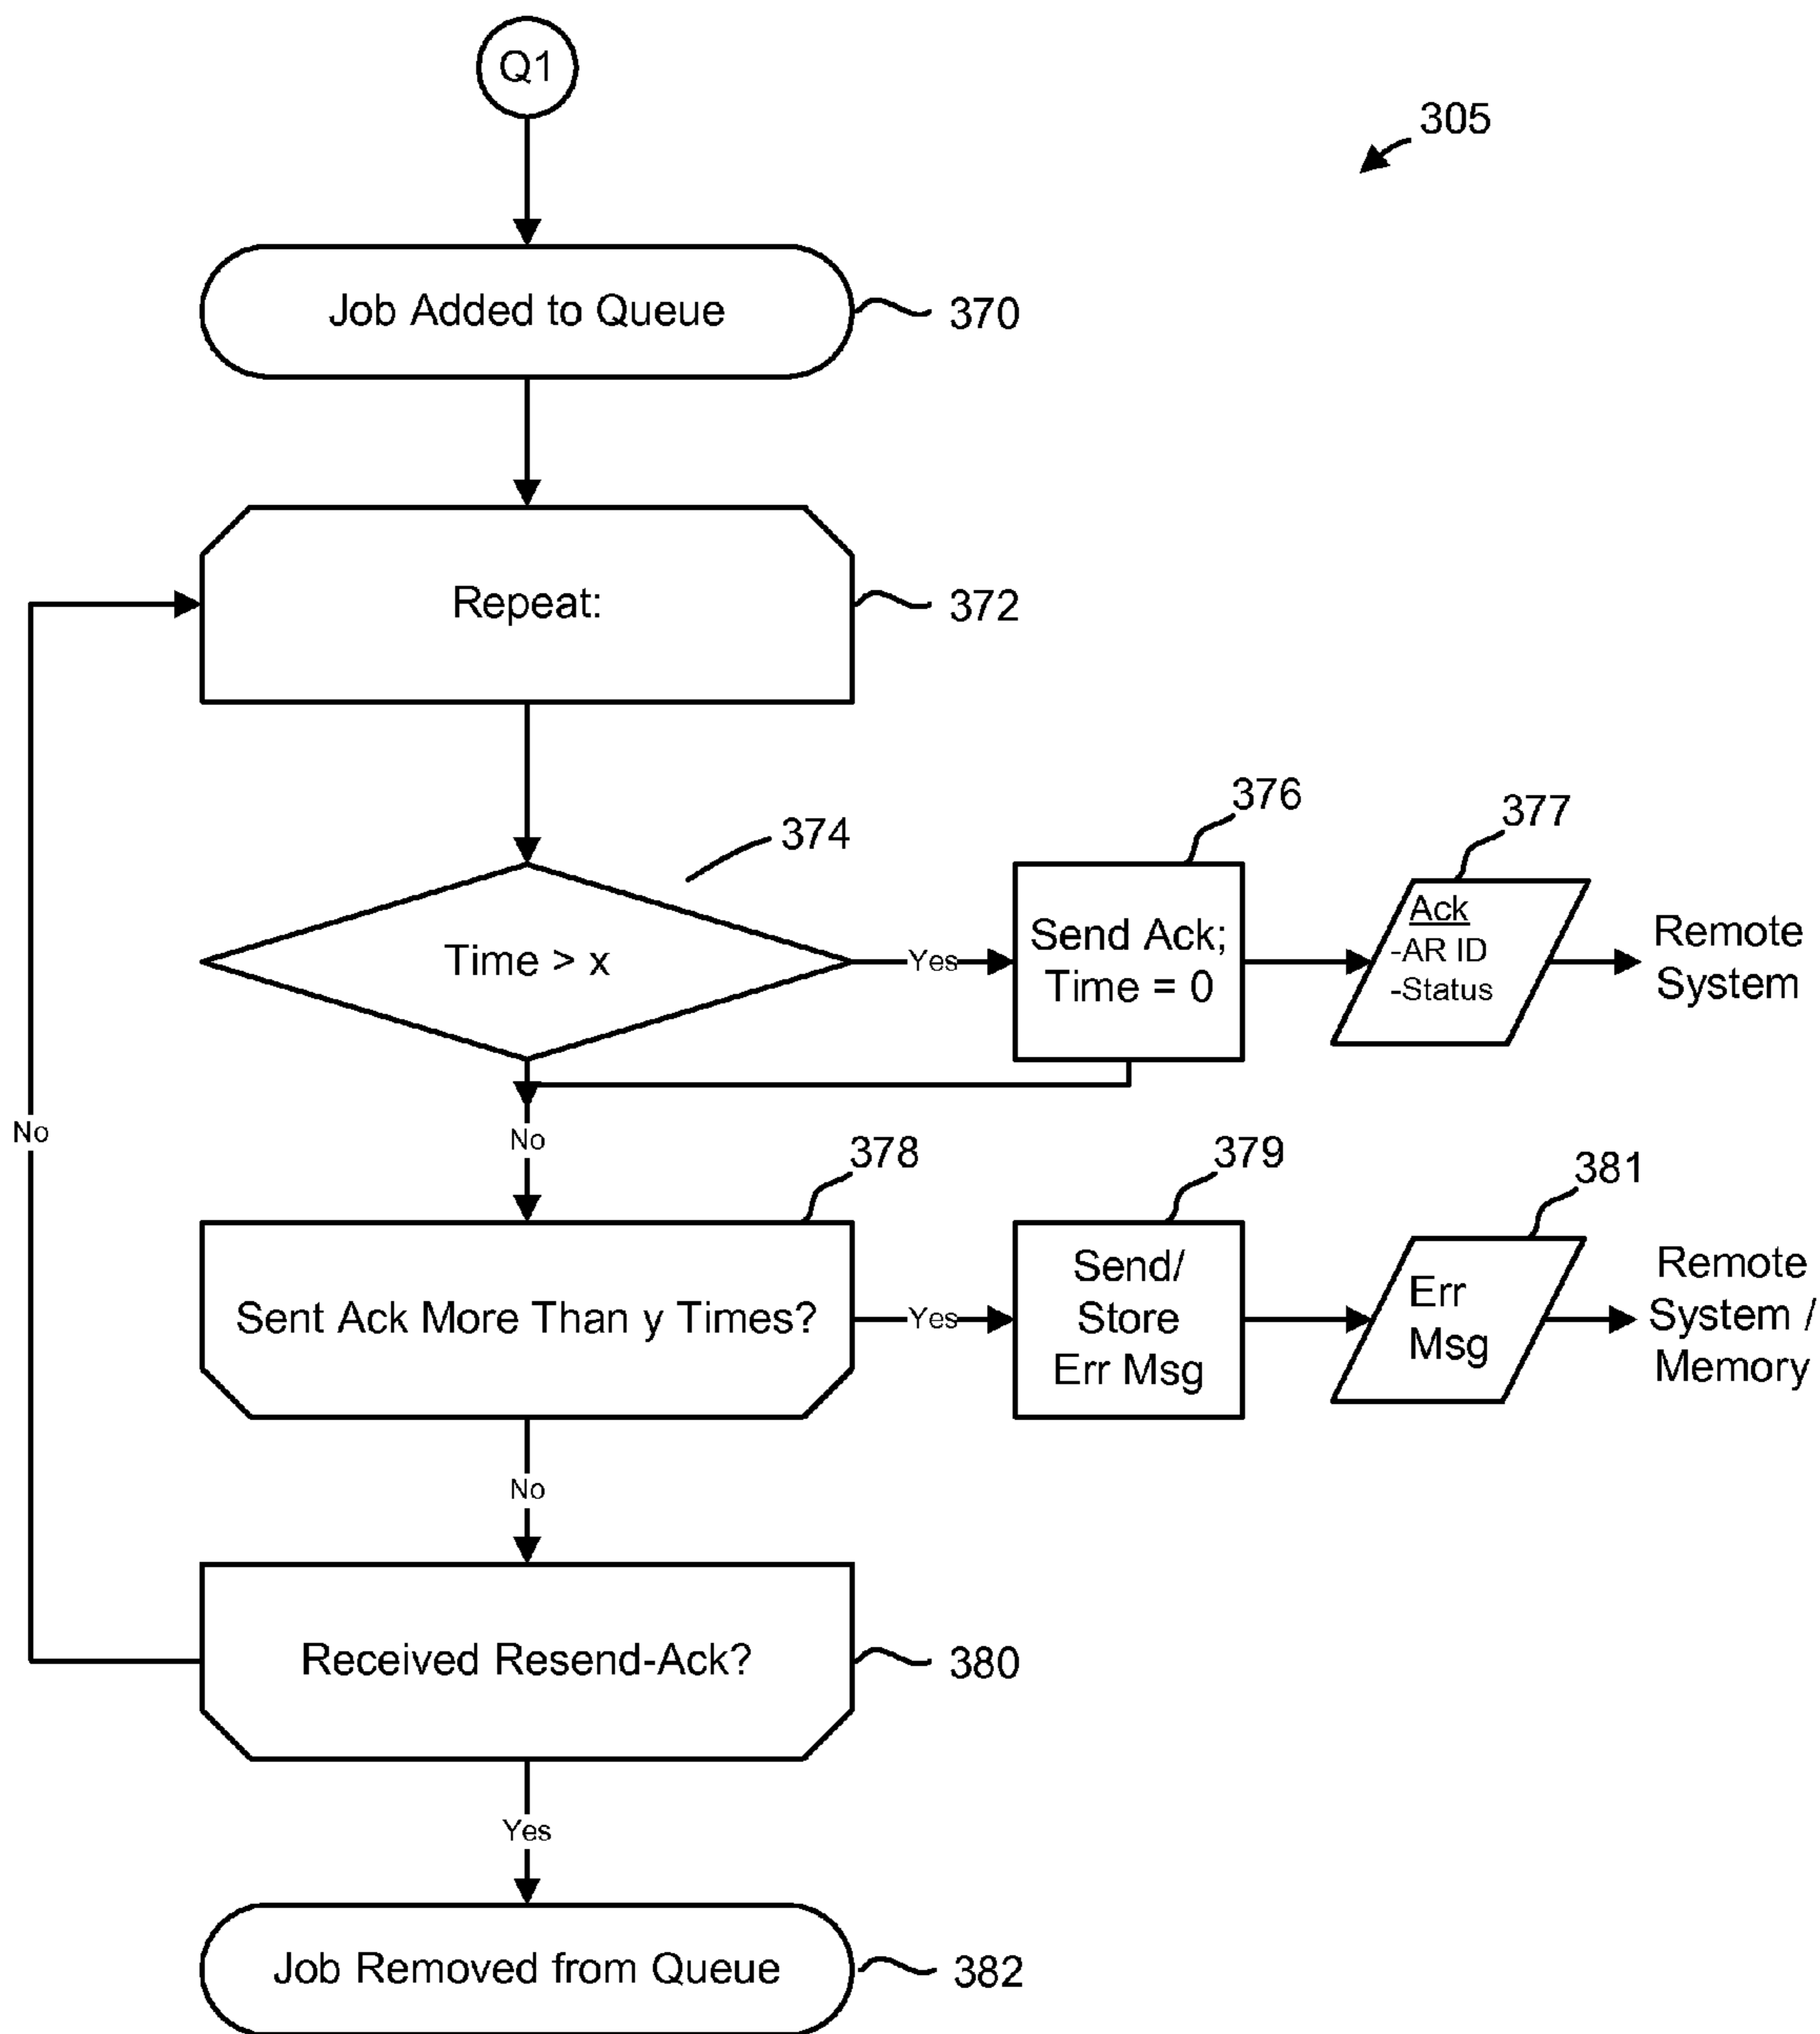 Q1
305
Job Added to Queue
370
Repeat:
372
374
376
377
Time > x
Yes
Send Ack;
Time = 0
Ack
-AR ID
-Status
Remote
System
No
No
378
379
381
Sent Ack More Than y Times?
Yes
Send/
Store
Err Msg
Err
Msg
Remote
System /
Memory
No
Received Resend-Ack?
380
Yes
Job Removed from Queue
382